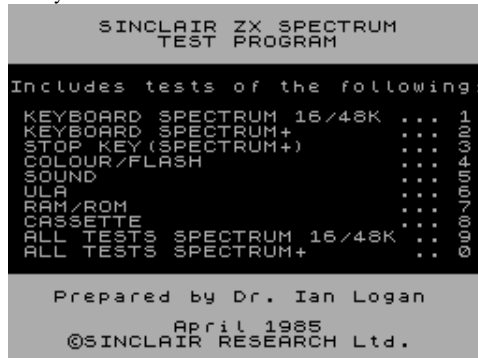 SINCLAIR ZX SPECTRUM
TEST PROGRAM
Includes tests of the following:
KEYBOARD SPECTRUM 16/48K ... 1
KEYBOARD SPECTRUM+ ... 2
STOP KEY(SPECTRUM+) ... 3
COLOUR/FLASH ... 4
SOUND ... 5
ULA ... 6
RAM/ROM ... 7
CASSETTE ... 8
ALL TESTS SPECTRUM 16/48K .. 9
ALL TESTS SPECTRUM+ .. 0
Prepared by Dr. Ian Logan
April 1985
©SINCLAIR RESEARCH Ltd.